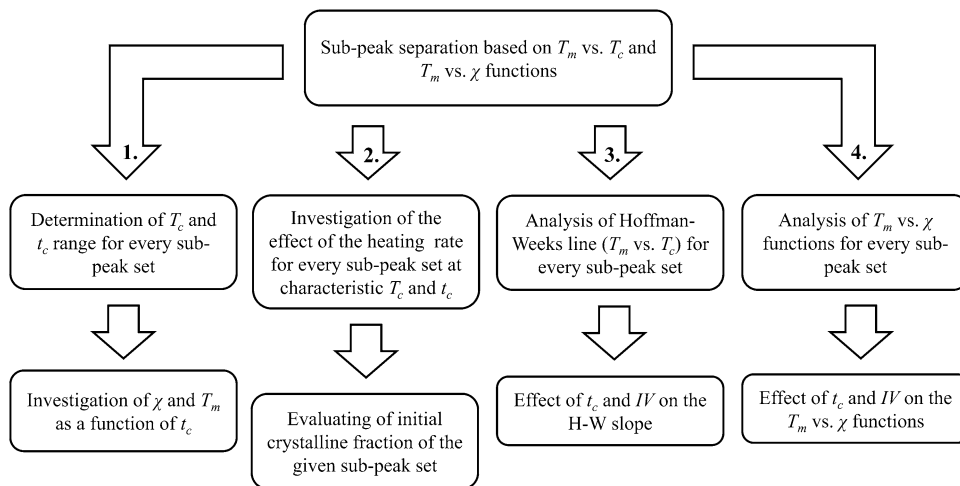 Sub-peak separation based on Tm vs. Tc and
Tm vs. χ functions
1.
2.
3.
4.
Determination of Tc and
tc range for every sub-
peak set
Investigation of the
effect of the heating rate
for every sub-peak set at
characteristic Tc and tc
Analysis of Hoffman-
Weeks line (Tm vs. Tc) for
every sub-peak set
Analysis of Tm vs. χ
functions for every sub-
peak set
Investigation of χ and Tm
as a function of tc
Evaluating of initial
crystalline fraction of the
given sub-peak set
Effect of tc and IV on the
H-W slope
Effect of tc and IV on the
Tm vs. χ functions